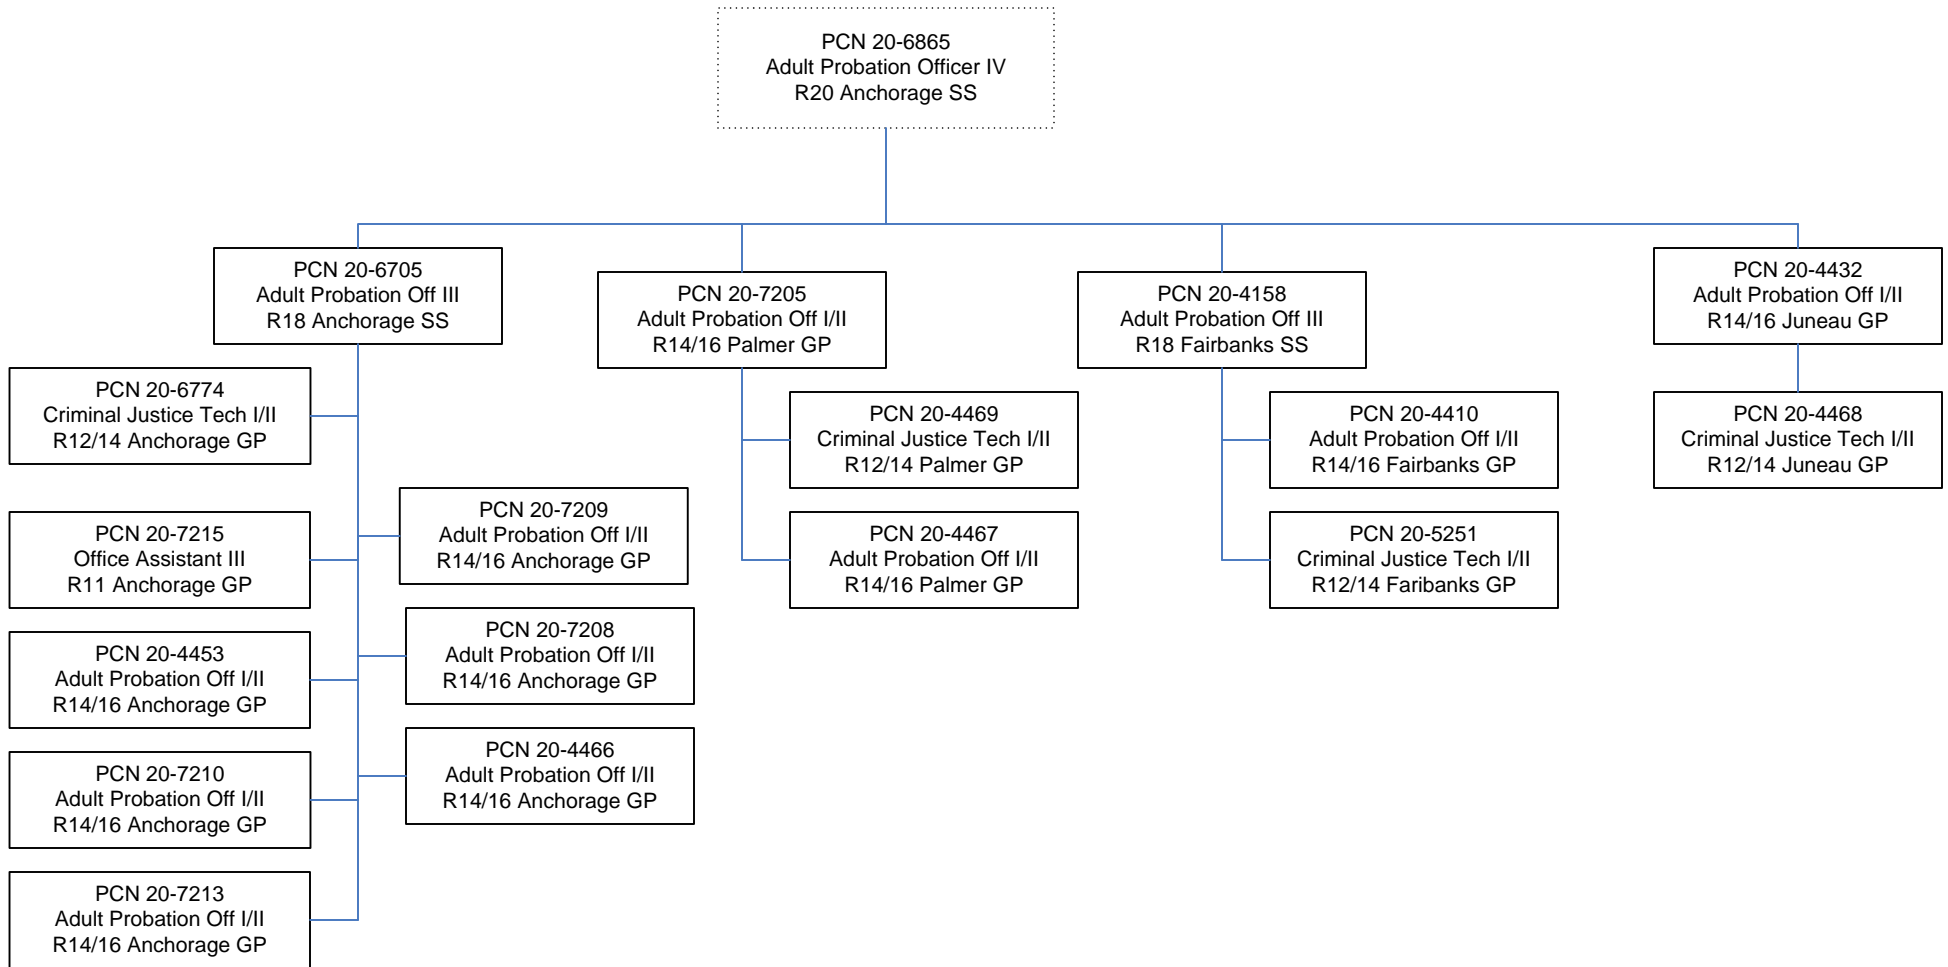 PCN 20-6865
Adult Probation Officer IV
R20 Anchorage SS
PCN 20-6705
Adult Probation Off III
R18 Anchorage SS
PCN 20-7205
Adult Probation Off I/II
R14/16 Palmer GP
PCN 20-4158
Adult Probation Off III
R18 Fairbanks SS
PCN 20-4432
Adult Probation Off I/II
R14/16 Juneau GP
PCN 20-6774
Criminal Justice Tech I/II
R12/14 Anchorage GP
PCN 20-4469
Criminal Justice Tech I/II
R12/14 Palmer GP
PCN 20-4410
Adult Probation Off I/II
R14/16 Fairbanks GP
PCN 20-4468
Criminal Justice Tech I/II
R12/14 Juneau GP
PCN 20-7215
Office Assistant III
R11 Anchorage GP
PCN 20-7209
Adult Probation Off I/II
R14/16 Anchorage GP
PCN 20-4467
Adult Probation Off I/II
R14/16 Palmer GP
PCN 20-5251
Criminal Justice Tech I/II
R12/14 Faribanks GP
PCN 20-4453
Adult Probation Off I/II
R14/16 Anchorage GP
PCN 20-7208
Adult Probation Off I/II
R14/16 Anchorage GP
PCN 20-7210
Adult Probation Off I/II
R14/16 Anchorage GP
PCN 20-4466
Adult Probation Off I/II
R14/16 Anchorage GP
PCN 20-7213
Adult Probation Off I/II
R14/16 Anchorage GP